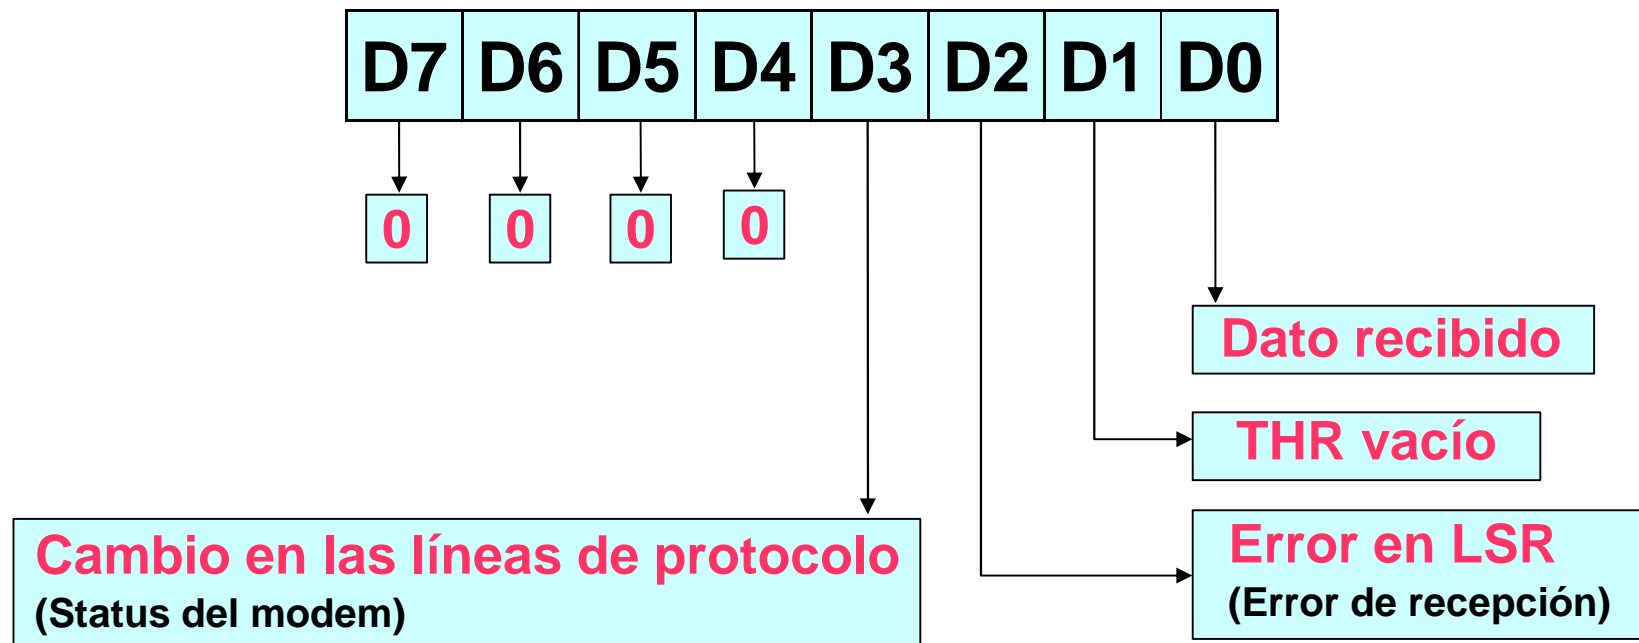 D7 D6 D5 D4 D3 D2 D1 D0
0 0 0 0
Dato recibido
THR vacío
Error en LSR
(Error de recepción)
Cambio en las líneas de protocolo
(Status del modem)